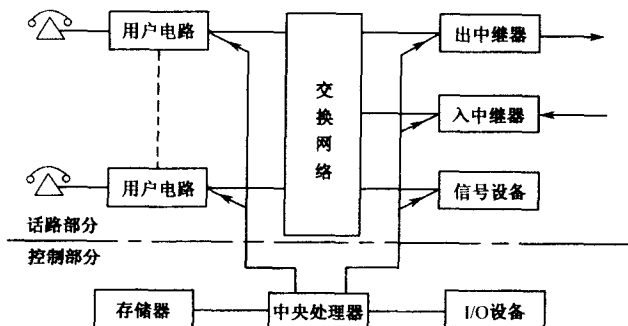 用户电路
出中继器
交换网络
入中继器
用户电路
信号设备
话路部分
控制部分
存储器
中央处理器
I/O设备